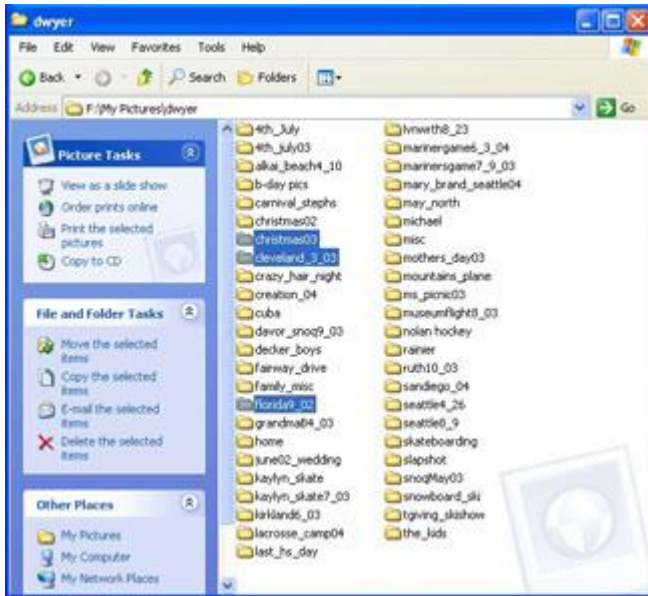 dwyer
File Edit View Favorites Tools Help
Back Search Folders
Address F:\My Pictures\dwyer Go
Picture Tasks
View as a slide show
Order prints online
Print the selected
pictures
Copy to CD
File and Folder Tasks
Move the selected
items
Copy the selected
items
E-mail the selected
items
Delete the selected
items
Other Places
My Pictures
My Computer
My Network Places
4th_July
4th_july03
alkai_beach4_10
b-day pics
carnival_stephs
christmas02
christmas03
cleveland_3_03
crazy_hair_night
creation_04
cuba
davor_snoq9_03
decker_boys
fairway_drive
family_misc
florida9_02
grandma84_03
home
june02_wedding
kaylyn_skate
kaylyn_skate7_03
kirkland6_03
lacrosse_camp04
last_hs_day
lvnwrth8_23
marinergame6_3_04
marinersgame7_9_03
mary_brand_seattle04
may_north
michael
misc
mothers_day03
mountains_plane
ms_picnic03
museumflight8_03
nolan hockey
rainier
ruth10_03
sandiego_04
seattle4_26
seattle8_9
skateboarding
slapshot
snoqMay03
snowboard_ski
tgiving_skishow
the_kids